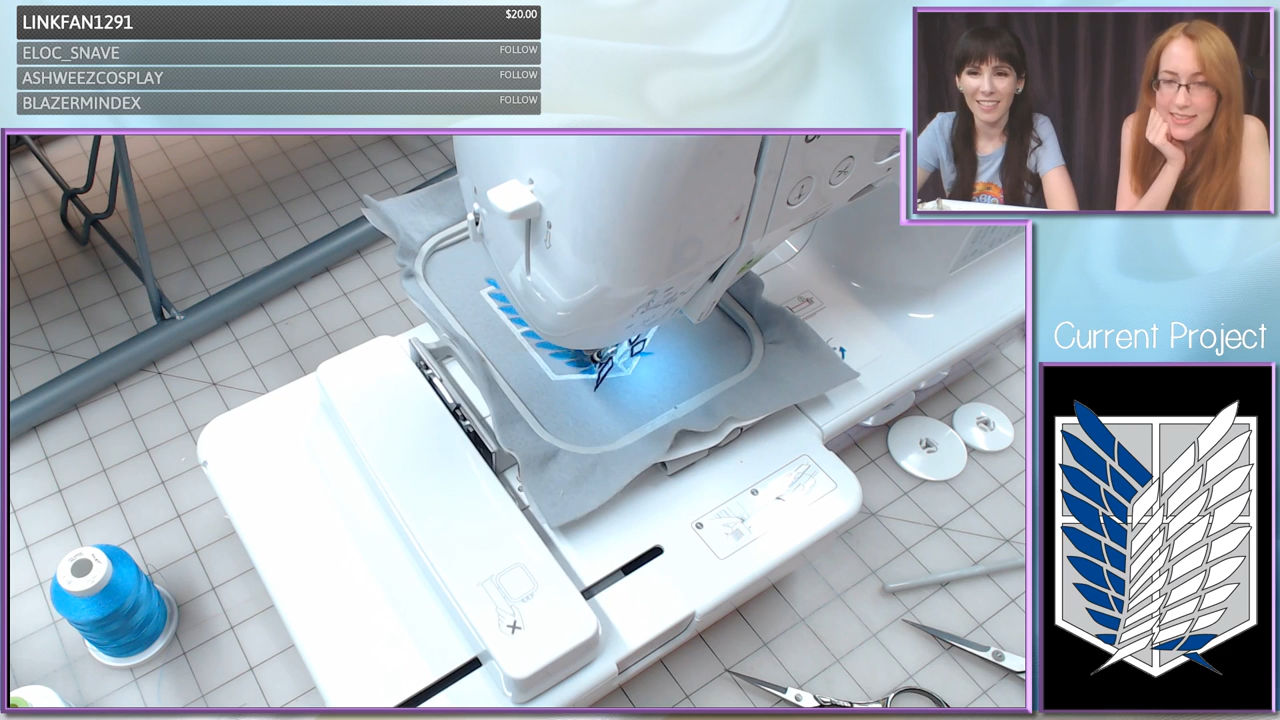 LINKFAN1291 $20.00
ELOC_SNAVE FOLLOW
ASHWEEZCOSPLAY FOLLOW
BLAZERMINDEX FOLLOW
Current Project